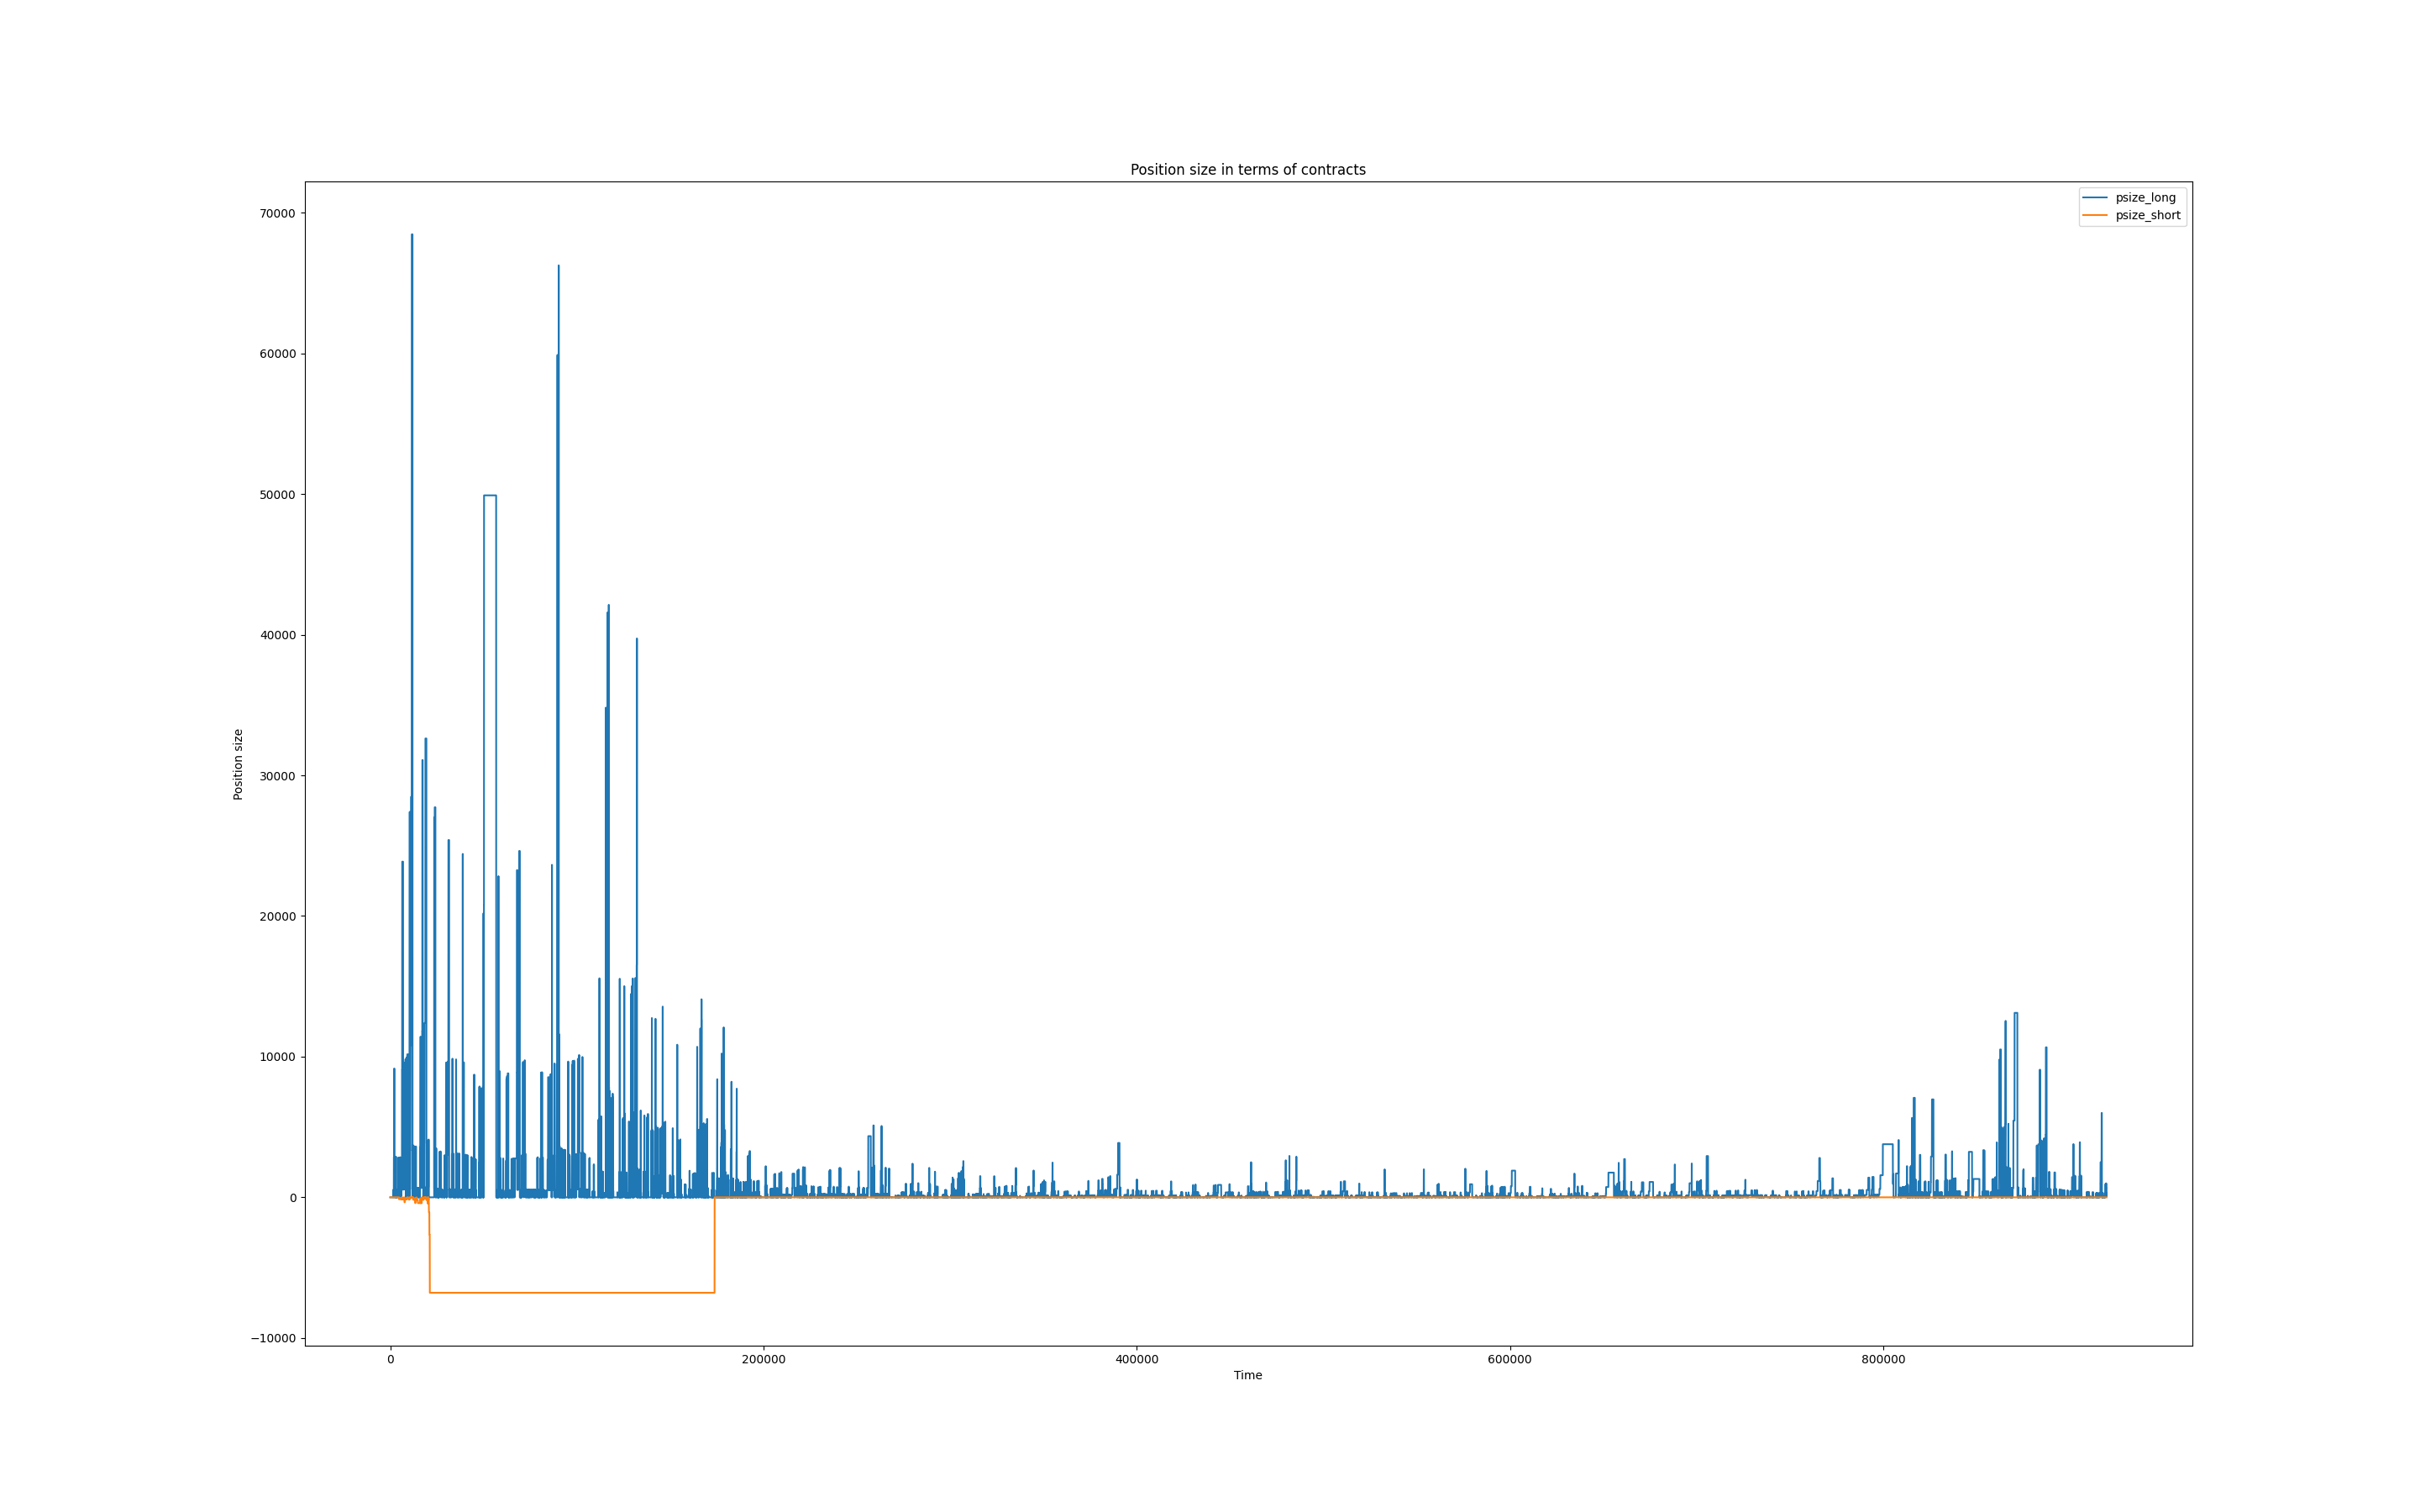 Position size in terms of contracts
psize_long
psize_short
70000
60000
50000
40000
30000
20000
10000
0
−10000
Position size
0
200000
400000
600000
800000
Time